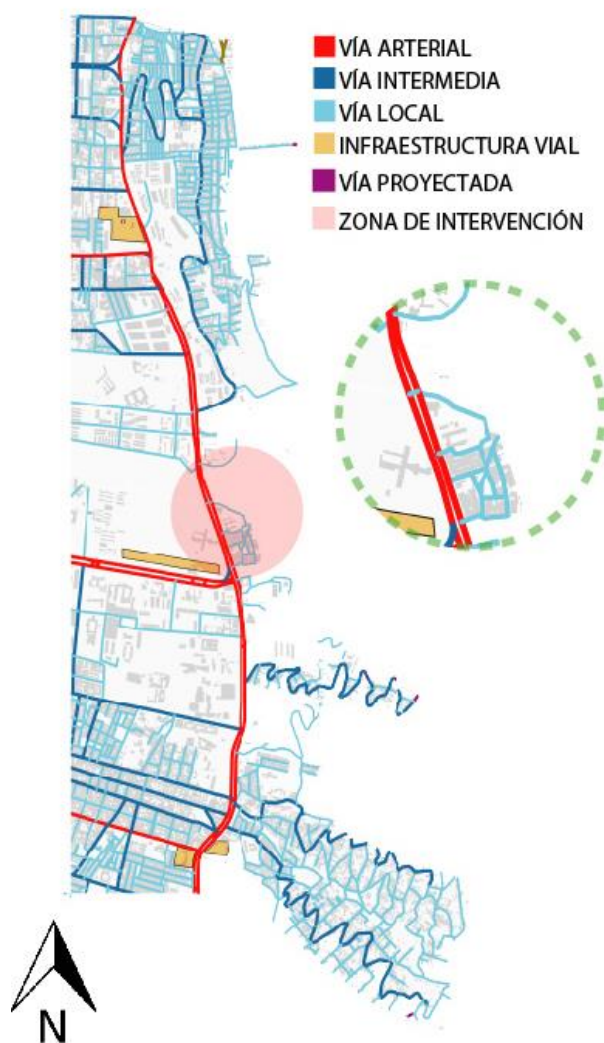 VÍA ARTERIAL
VÍA INTERMEDIA
VÍA LOCAL
INFRAESTRUCTURA VIAL
VÍA PROYECTADA
ZONA DE INTERVENCIÓN
N